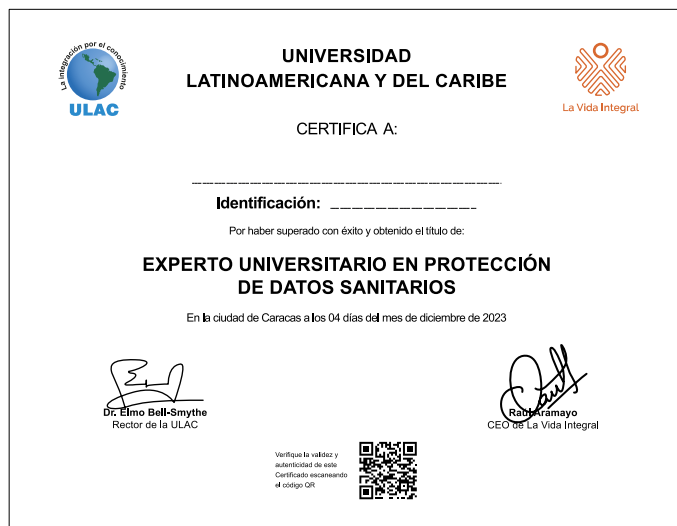 La integración por el conocimiento
ULAC
UNIVERSIDAD
LATINOAMERICANA Y DEL CARIBE
La Vida Integral
CERTIFICA A:
Identificación:
Por haber superado con éxito y obtenido el título de:
EXPERTO UNIVERSITARIO EN PROTECCIÓN
DE DATOS SANITARIOS
En la ciudad de Caracas a los 04 días del mes de diciembre de 2023
Dr. Elmo Bell-Smythe
Rector de la ULAC
Raúl Aramayo
CEO de La Vida Integral
Verifique la validez y
autenticidad de este
Certificado escaneando
el código QR